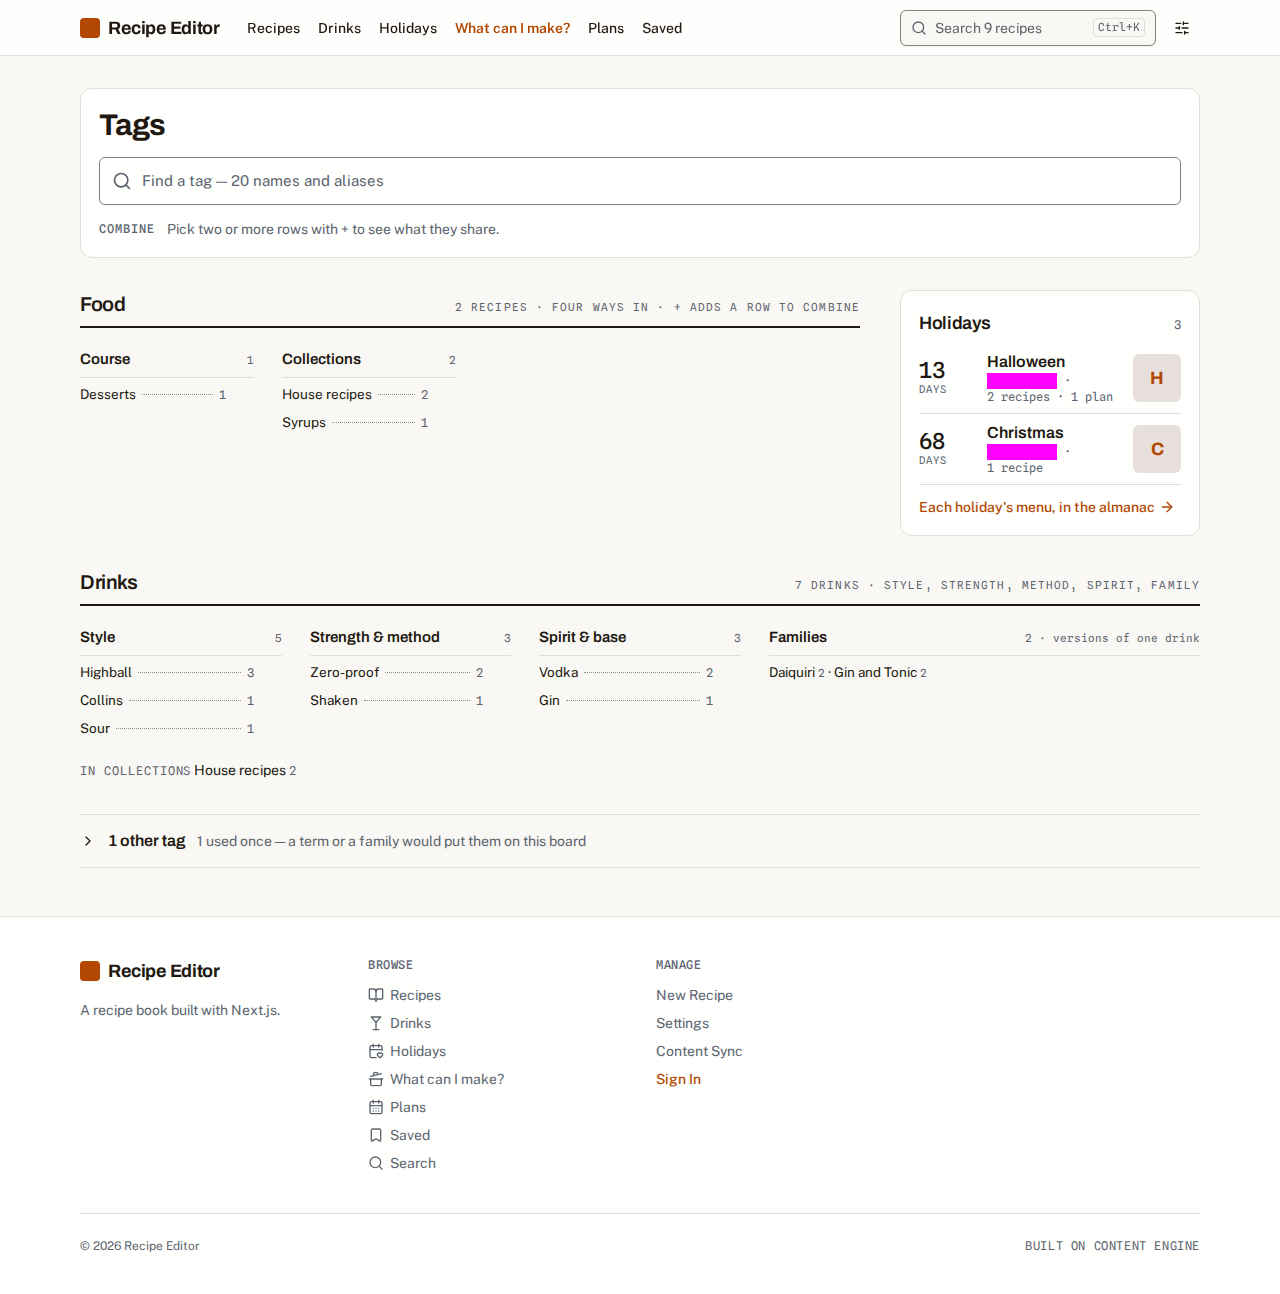 Recipe Editor
Recipes
Drinks
Holidays
What can I make?
Plans
Saved
Search 9 recipes
Ctrl+K
Tags
Find a tag — 20 names and aliases
COMBINE Pick two or more rows with + to see what they share.
Food
2 RECIPES · FOUR WAYS IN · + ADDS A ROW TO COMBINE
Course 1
Desserts 1
Collections 2
House recipes 2
Syrups 1
Holidays 3
13
DAYS
Halloween
·
2 recipes · 1 plan
H
68
DAYS
Christmas
·
1 recipe
C
Each holiday's menu, in the almanac →
Drinks
7 DRINKS · STYLE, STRENGTH, METHOD, SPIRIT, FAMILY
Style 5
Highball 3
Collins 1
Sour 1
Strength & method 3
Zero-proof 2
Shaken 1
Spirit & base 3
Vodka 2
Gin 1
Families 2 · versions of one drink
Daiquiri 2 · Gin and Tonic 2
IN COLLECTIONS House recipes 2
1 other tag 1 used once — a term or a family would put them on this board
Recipe Editor
A recipe book built with Next.js.
BROWSE
Recipes
Drinks
Holidays
What can I make?
Plans
Saved
Search
MANAGE
New Recipe
Settings
Content Sync
Sign In
© 2026 Recipe Editor
BUILT ON CONTENT ENGINE